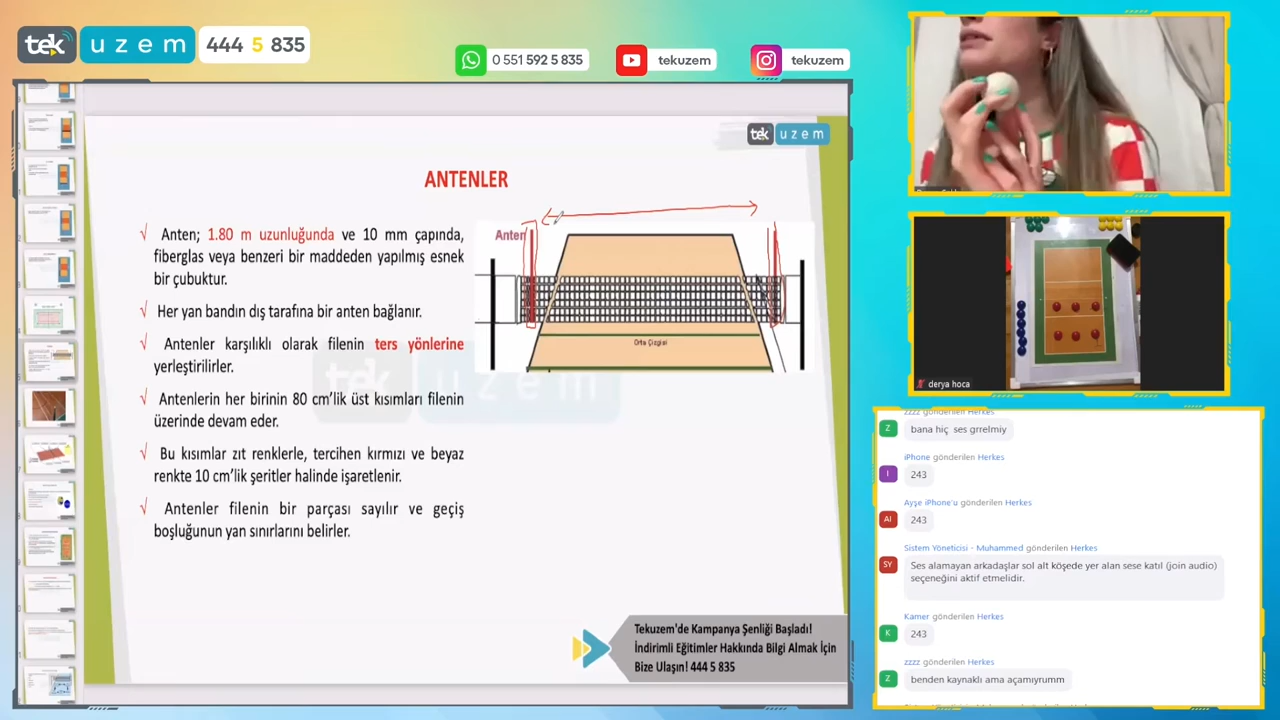 tek
uzem
444 5 835
0 551 592 5 835
tekuzem
tekuzem
tek uzem
ANTENLER
√ Anten; 1.80 m uzunluğunda ve 10 mm çapında,
fiberglas veya benzeri bir maddeden yapılmış esnek
bir çubuktur.
√ Her yan bandın dış tarafına bir anten bağlanır.
√ Antenler karşılıklı olarak filenin ters yönlerine
yerleştirilirler.
√ Antenlerin her birinin 80 cm'lik üst kısımları filenin
üzerinde devam eder.
√ Bu kısımlar zıt renklerle, tercihen kırmızı ve beyaz
renkte 10 cm'lik şeritler halinde işaretlenir.
√ Antenler filenin bir parçası sayılır ve geçiş
boşluğunun yan sınırlarını belirler.
Anten
Orta Çizgisi
Tekuzem'de Kampanya Şenliği Başladı!
İndirimli Eğitimler Hakkında Bilgi Almak İçin
Bize Ulaşın! 444 5 835
derya hoca
zzzz gönderilen Herkes
Z bana hiç ses grrelmiy
iPhone gönderilen Herkes
I 243
Ayşe iPhone'u gönderilen Herkes
AI 243
Sistem Yöneticisi - Muhammed gönderilen Herkes
SY Ses alamayan arkadaşlar sol alt köşede yer alan sese katıl (join audio)
seçeneğini aktif etmelidir.
Kamer gönderilen Herkes
K 243
zzzz gönderilen Herkes
Z benden kaynaklı ama açamıyrumm